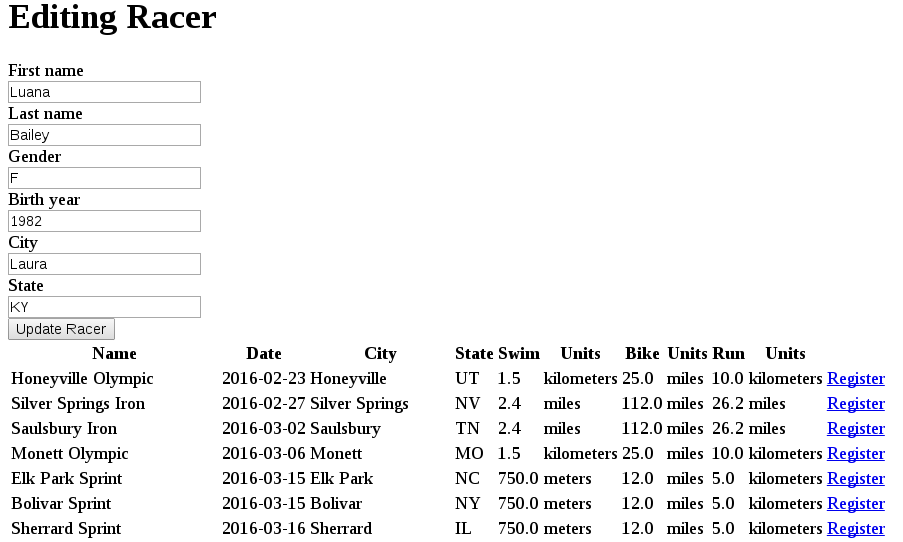 Editing Racer
First name
Luana
Last name
Bailey
Gender
F
Birth year
1982
City
Laura
State
KY
Update Racer
Name Date City State Swim Units Bike Units Run Units
Honeyville Olympic 2016-02-23 Honeyville UT 1.5 kilometers 25.0 miles 10.0 kilometers Register
Silver Springs Iron 2016-02-27 Silver Springs NV 2.4 miles 112.0 miles 26.2 miles Register
Saulsbury Iron 2016-03-02 Saulsbury TN 2.4 miles 112.0 miles 26.2 miles Register
Monett Olympic 2016-03-06 Monett MO 1.5 kilometers 25.0 miles 10.0 kilometers Register
Elk Park Sprint 2016-03-15 Elk Park NC 750.0 meters 12.0 miles 5.0 kilometers Register
Bolivar Sprint 2016-03-15 Bolivar NY 750.0 meters 12.0 miles 5.0 kilometers Register
Sherrard Sprint 2016-03-16 Sherrard IL 750.0 meters 12.0 miles 5.0 kilometers Register